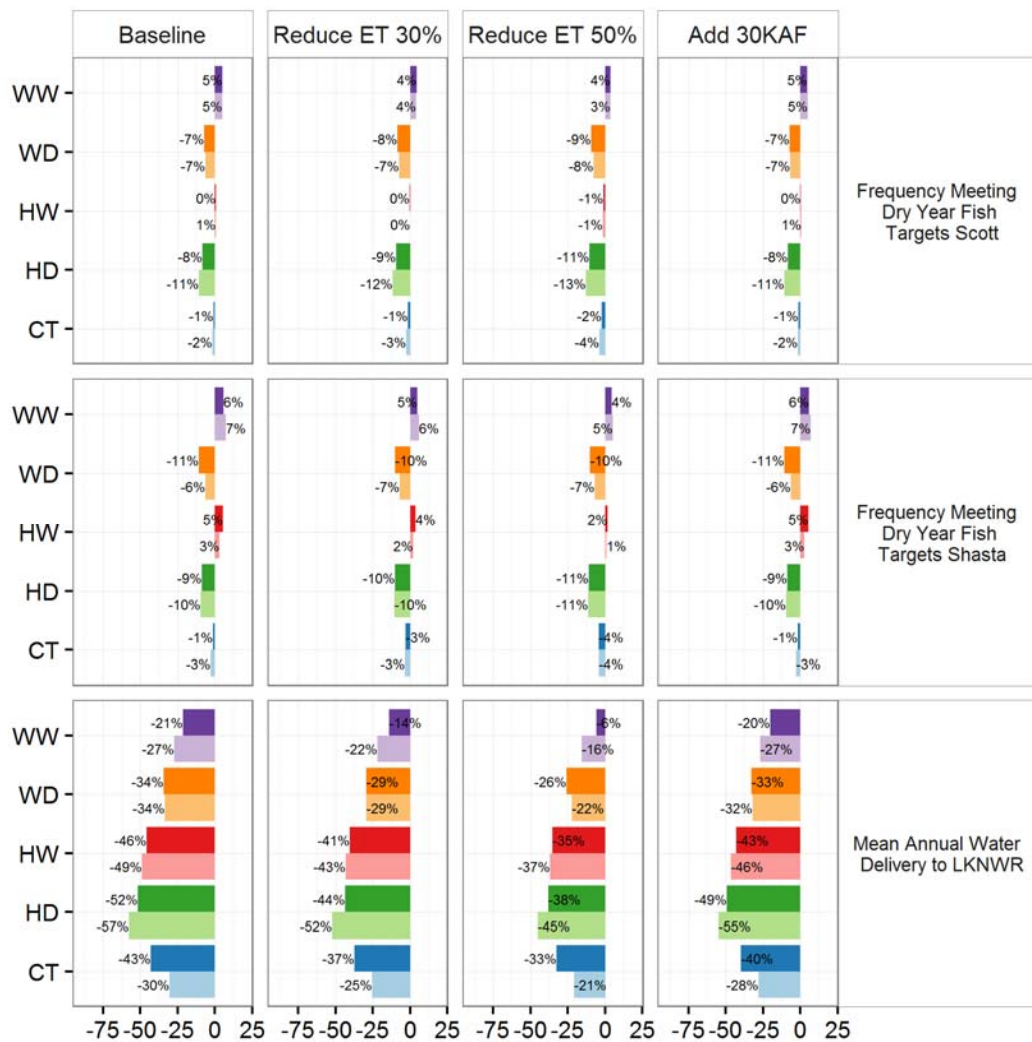 Baseline Reduce ET 30% Reduce ET 50% Add 30KAF
WW 5% 4% 4% 5%
5% 4% 3% 5%
WD -7% -8% -9% -7%
-7% -7% -8% -7%
HW 0% 0% -1% 0%
1% 0% -1% 1%
HD -8% -9% -11% -8%
-11% -12% -13% -11%
CT -1% -1% -2% -1%
-2% -3% -4% -2%
Frequency Meeting
Dry Year Fish
Targets Scott
WW 6% 5% 4% 6%
7% 6% 5% 7%
WD -11% -10% -10% -11%
-6% -7% -7% -6%
HW 5% 4% 2% 5%
3% 2% 1% 3%
HD -9% -10% -11% -9%
-10% -10% -11% -10%
CT -1% -3% -4% -1%
-3% -3% -4% -3%
Frequency Meeting
Dry Year Fish
Targets Shasta
WW -21% -14% -6% -20%
-27% -22% -16% -27%
WD -34% -29% -26% -33%
-34% -29% -22% -32%
HW -46% -41% -35% -43%
-49% -43% -37% -46%
HD -52% -44% -38% -49%
-57% -52% -45% -55%
CT -43% -37% -33% -40%
-30% -25% -21% -28%
Mean Annual Water
Delivery to LKNWR
-75 -50 -25 0 25 -75 -50 -25 0 25 -75 -50 -25 0 25 -75 -50 -25 0 25